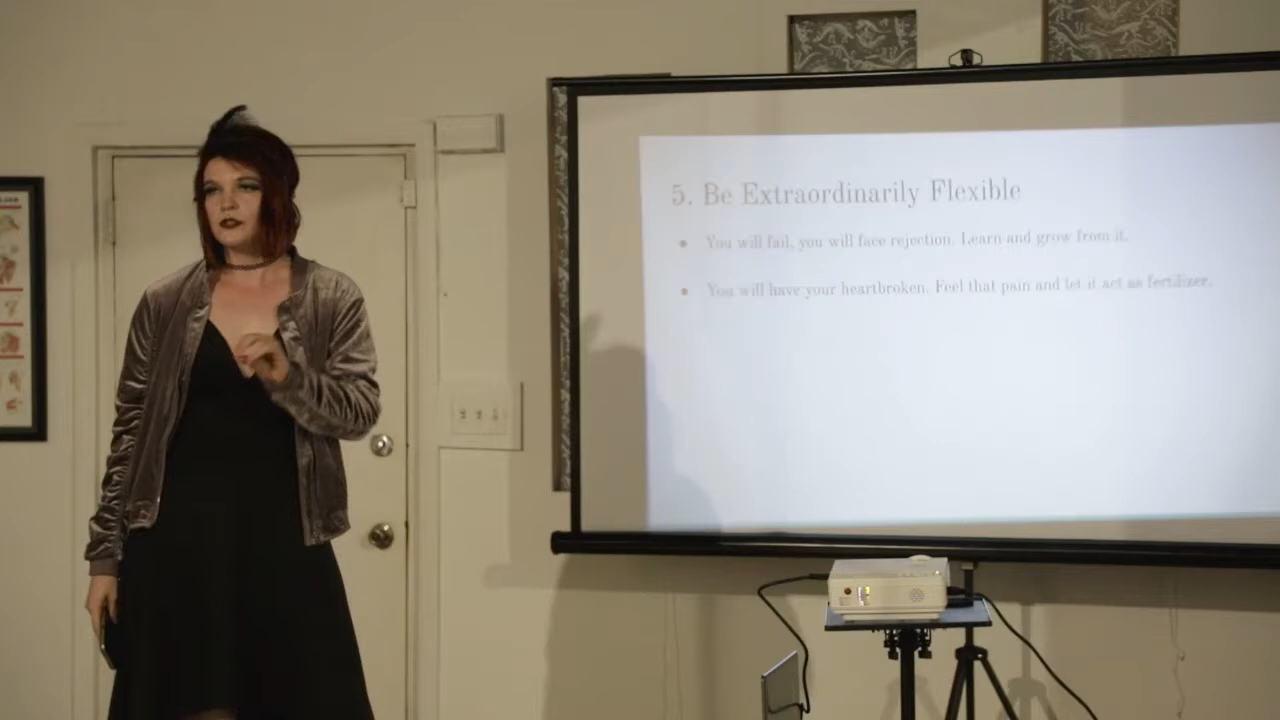 5. Be Extraordinarily Flexible
You will fail, you will face rejection. Learn and grow from it.
You will have your heartbroken. Feel that pain and let it act as fertilizer.